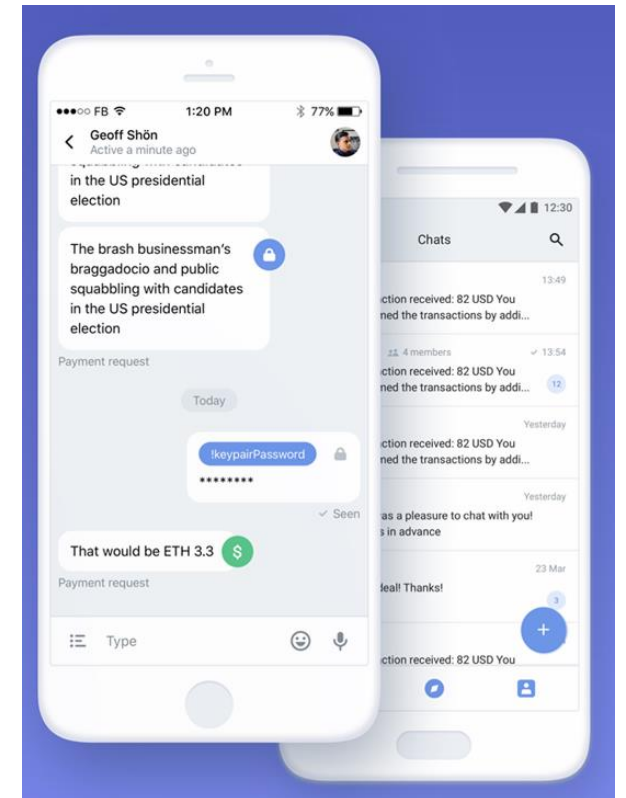 FB 1:20 PM 77%
Geoff Shön
Active a minute ago
squabbling with candidates
in the US presidential
election
The brash businessman's
braggadocio and public
squabbling with candidates
in the US presidential
election
Payment request
Today
!keypairPassword
********
✓ Seen
That would be ETH 3.3 $
Payment request
Type
12:30
Chats
13:49
ction received: 82 USD You
ned the transactions by addi...
4 members ✓ 13:54
ction received: 82 USD You
ned the transactions by addi...
12
Yesterday
ction received: 82 USD You
ned the transactions by addi...
Yesterday
as a pleasure to chat with you!
s in advance
23 Mar
deal! Thanks!
3
+
ction received: 82 USD You